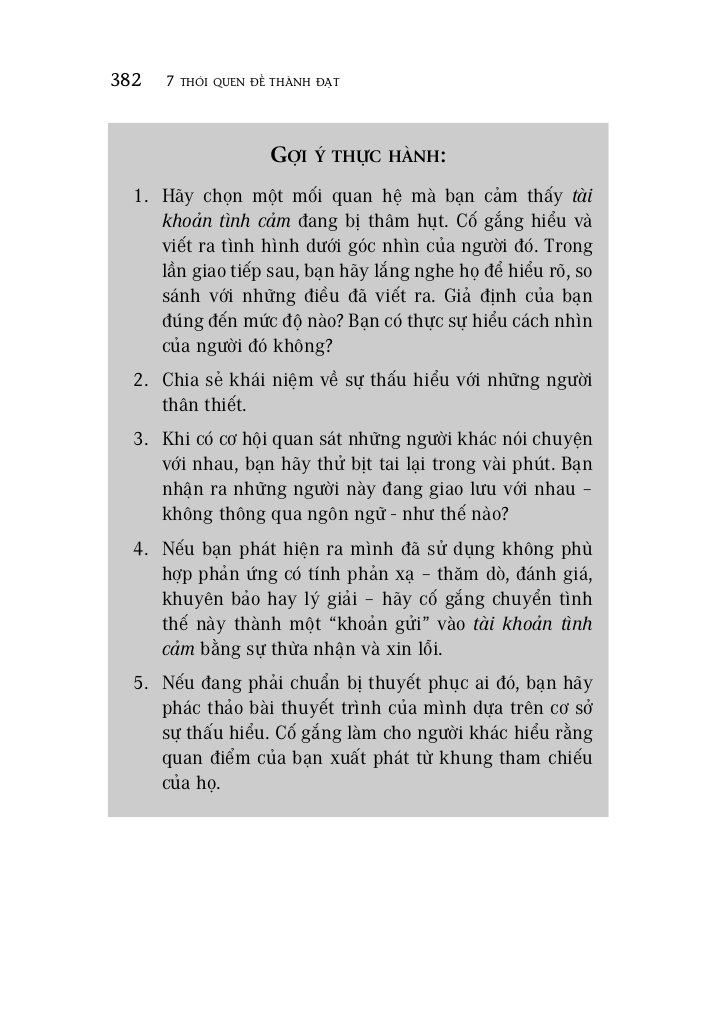 382 7 THÓI QUEN ĐỂ THÀNH ĐẠT
GỢI Ý THỰC HÀNH:
1. Hãy chọn một mối quan hệ mà bạn cảm thấy tài
khoản tình cảm đang bị thâm hụt. Cố gắng hiểu và
viết ra tình hình dưới góc nhìn của người đó. Trong
lần giao tiếp sau, bạn hãy lắng nghe họ để hiểu rõ, so
sánh với những điều đã viết ra. Giả định của bạn
đúng đến mức độ nào? Bạn có thực sự hiểu cách nhìn
của người đó không?
2. Chia sẻ khái niệm về sự thấu hiểu với những người
thân thiết.
3. Khi có cơ hội quan sát những người khác nói chuyện
với nhau, bạn hãy thử bịt tai lại trong vài phút. Bạn
nhận ra những người này đang giao lưu với nhau –
không thông qua ngôn ngữ - như thế nào?
4. Nếu bạn phát hiện ra mình đã sử dụng không phù
hợp phản ứng có tính phản xạ – thăm dò, đánh giá,
khuyên bảo hay lý giải – hãy cố gắng chuyển tình
thế này thành một “khoản gửi” vào tài khoản tình
cảm bằng sự thừa nhận và xin lỗi.
5. Nếu đang phải chuẩn bị thuyết phục ai đó, bạn hãy
phác thảo bài thuyết trình của mình dựa trên cơ sở
sự thấu hiểu. Cố gắng làm cho người khác hiểu rằng
quan điểm của bạn xuất phát từ khung tham chiếu
của họ.